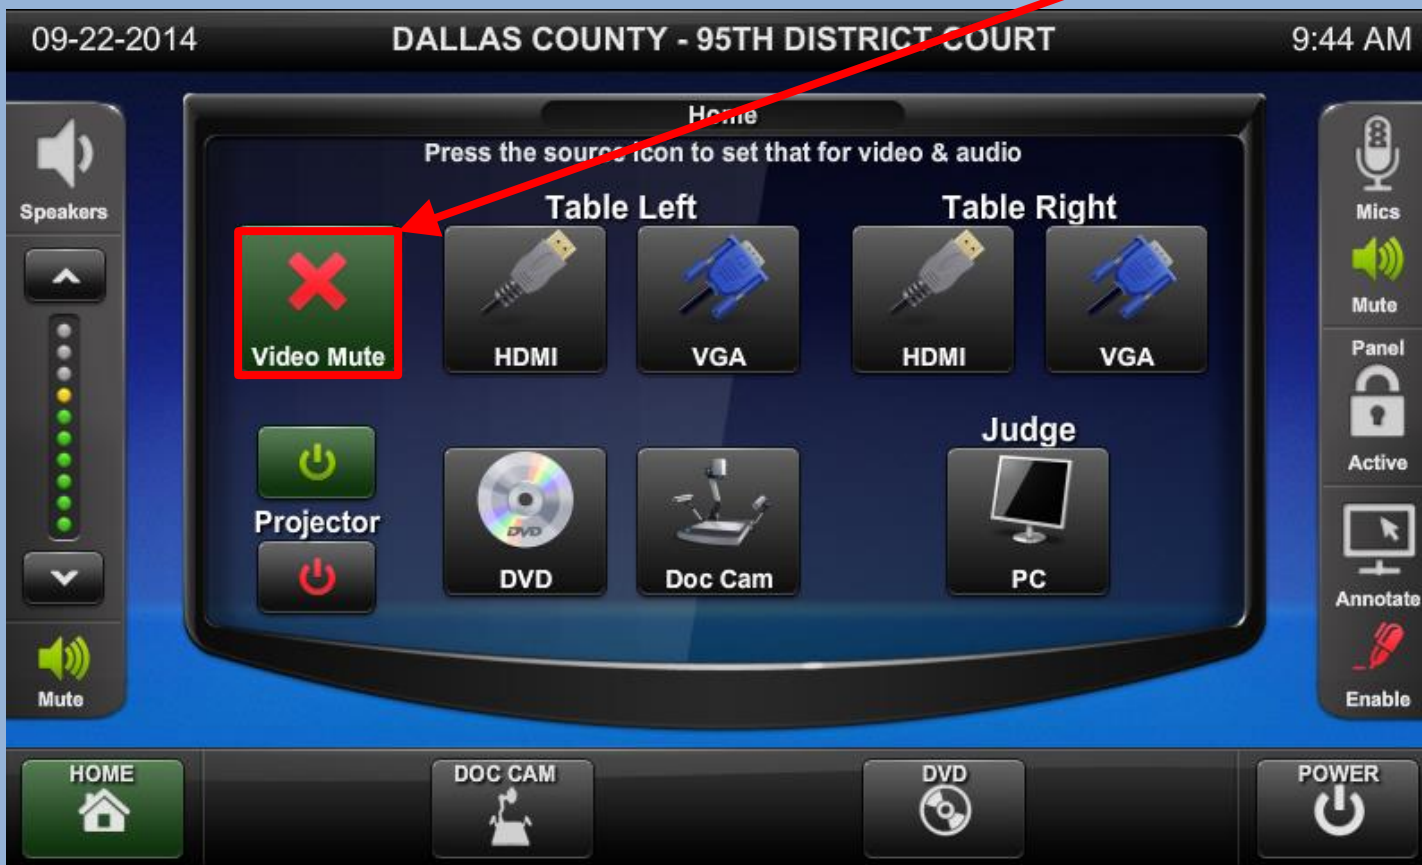 09-22-2014 DALLAS COUNTY - 95TH DISTRICT COURT 9:44 AM
Home
Press the source icon to set that for video & audio
Speakers
Table Left
Table Right
Mics
Video Mute
HDMI
VGA
HDMI
VGA
Mute
Panel
Active
Judge
Projector
DVD
DVD
Doc Cam
PC
Annotate
Mute
Enable
HOME
DOC CAM
DVD
POWER